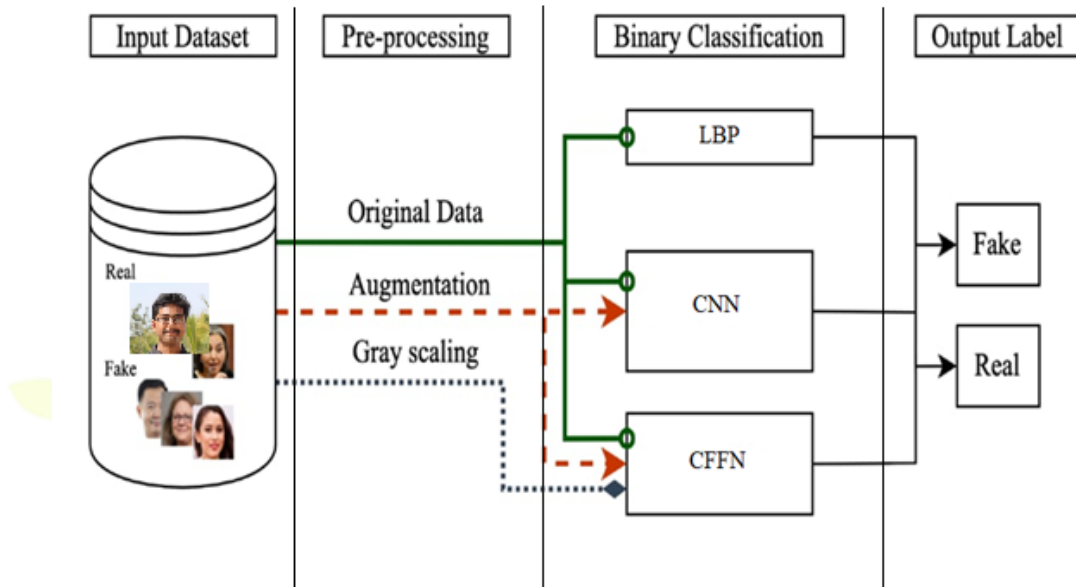 Input Dataset
Pre-processing
Binary Classification
Output Label
LBP
Original Data
Fake
Real
Augmentation
CNN
Gray scaling
Real
Fake
CFFN